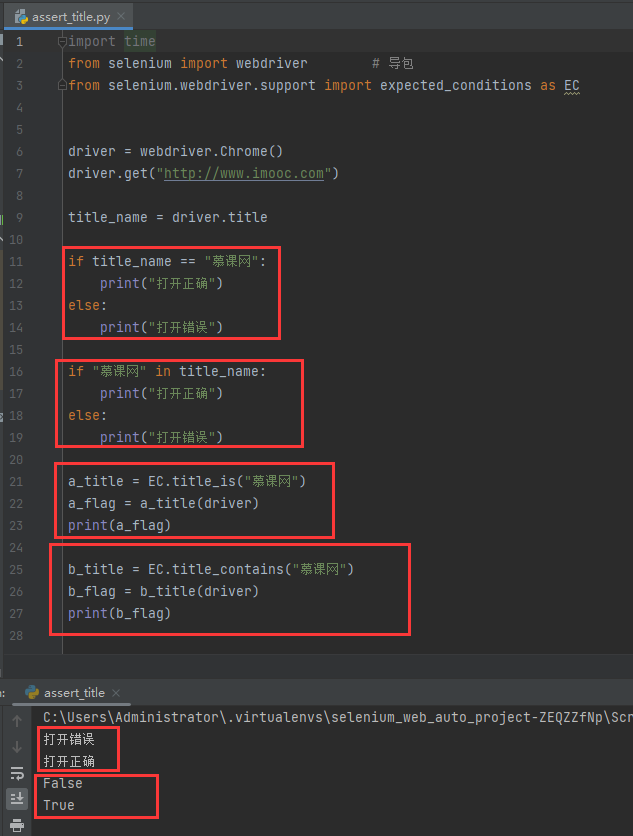 assert_title.py
1 import time
2 from selenium import webdriver # 导包
3 from selenium.webdriver.support import expected_conditions as EC
4
5
6 driver = webdriver.Chrome()
7 driver.get("http://www.imooc.com")
8
9 title_name = driver.title
10
11 if title_name == "慕课网":
12 print("打开正确")
13 else:
14 print("打开错误")
15
16 if "慕课网" in title_name:
17 print("打开正确")
18 else:
19 print("打开错误")
20
21 a_title = EC.title_is("慕课网")
22 a_flag = a_title(driver)
23 print(a_flag)
24
25 b_title = EC.title_contains("慕课网")
26 b_flag = b_title(driver)
27 print(b_flag)
28
: assert_title
C:\Users\Administrator\.virtualenvs\selenium_web_auto_project-ZEQZZfNp\Scr
打开错误
打开正确
False
True